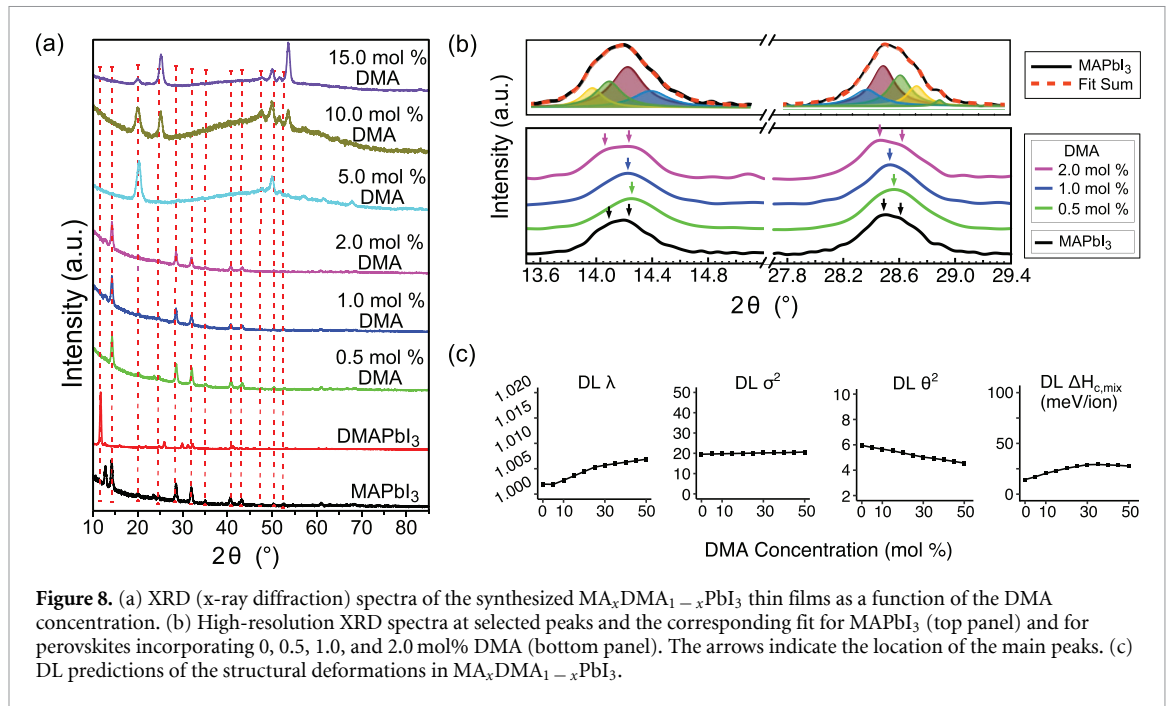 (a)
15.0 mol %
DMA
10.0 mol %
DMA
5.0 mol %
DMA
2.0 mol %
DMA
1.0 mol %
DMA
0.5 mol %
DMA
DMAPbI3
MAPbI3
Intensity (a.u.)
10 20 30 40 50 60 70 80
2θ (°)
(b)
MAPbI3
Fit Sum
DMA
2.0 mol %
1.0 mol %
0.5 mol %
MAPbI3
Intensity (a.u.)
13.6 14.0 14.4 14.8 27.8 28.2 28.6 29.0 29.4
2θ (°)
(c)
DL λ
1.020
1.015
1.010
1.005
1.000
0 10 30 50
DL σ²
50
40
30
20
10
0
0 10 30 50
DL θ²
10
8
6
4
2
0 10 30 50
DL ΔHc,mix
(meV/ion)
100
50
0
0 10 30 50
DMA Concentration (mol %)
Figure 8. (a) XRD (x-ray diffraction) spectra of the synthesized MAxDMA1 − xPbI3 thin films as a function of the DMA
concentration. (b) High-resolution XRD spectra at selected peaks and the corresponding fit for MAPbI3 (top panel) and for
perovskites incorporating 0, 0.5, 1.0, and 2.0 mol% DMA (bottom panel). The arrows indicate the location of the main peaks. (c)
DL predictions of the structural deformations in MAxDMA1 − xPbI3.